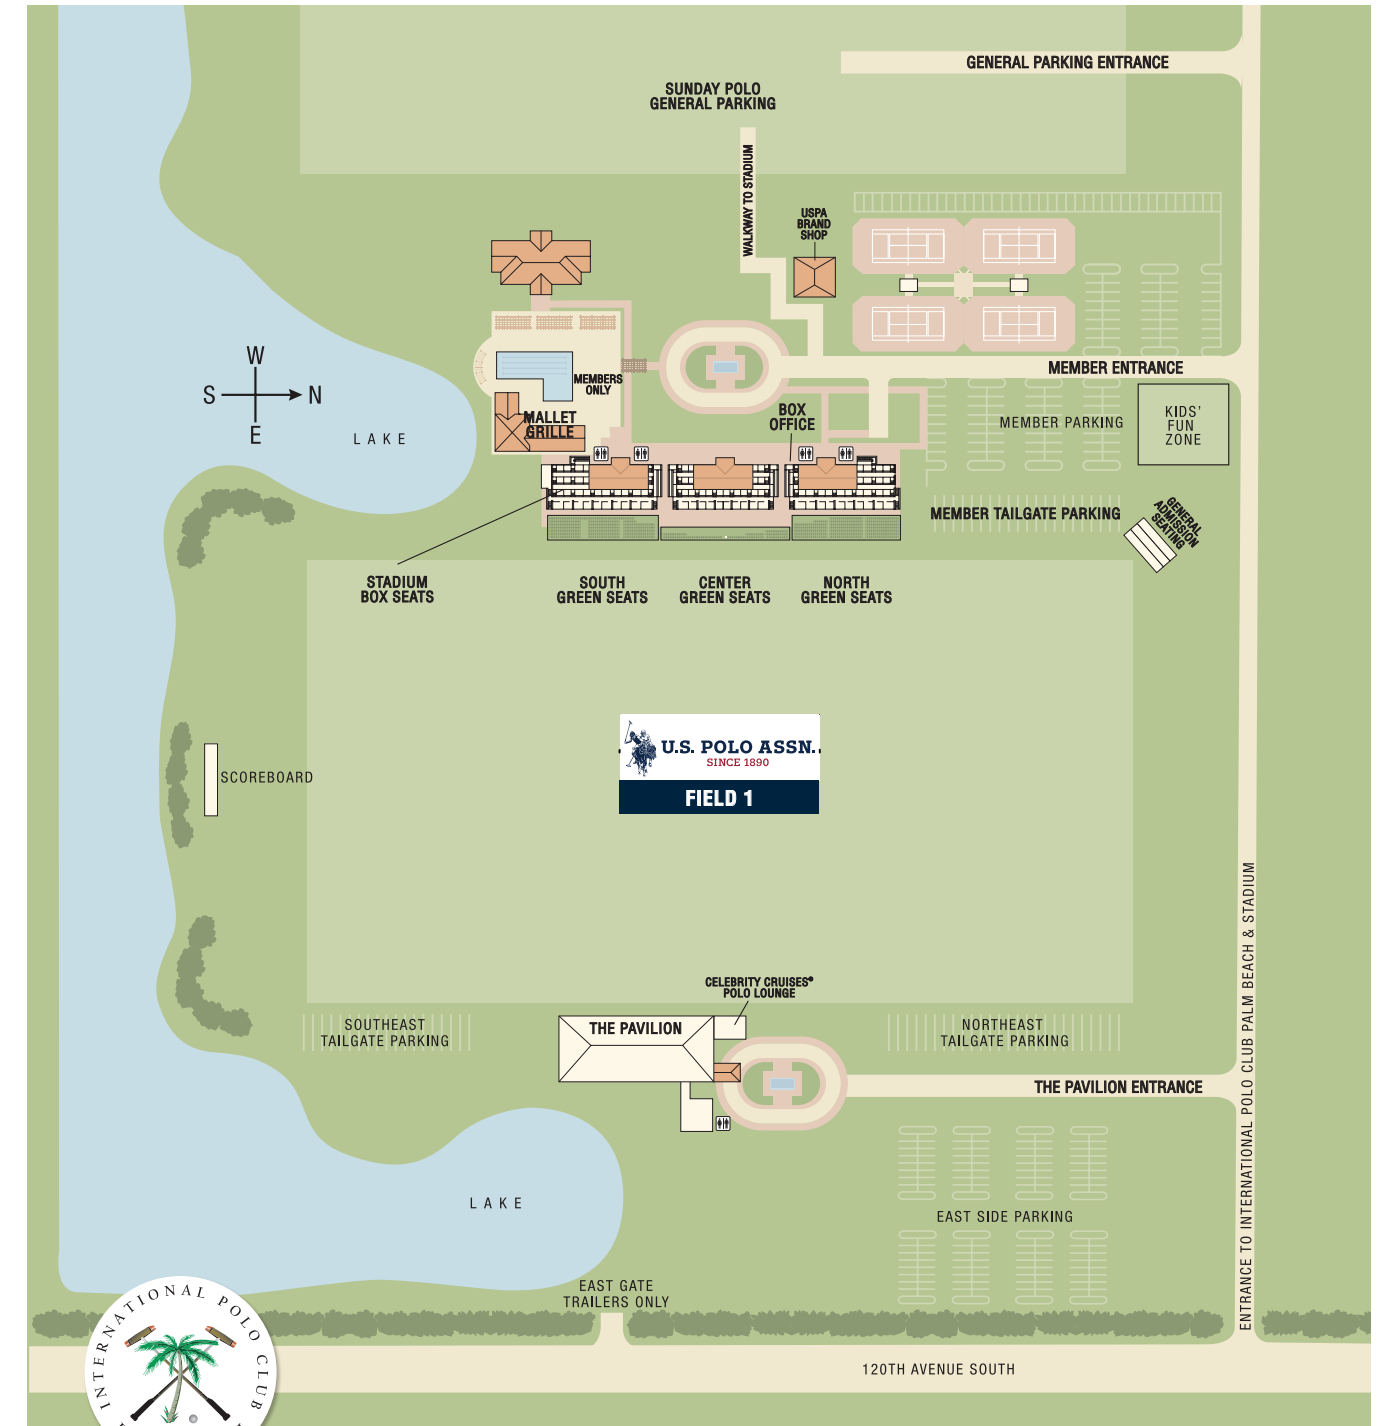 GENERAL PARKING ENTRANCE
SUNDAY POLO
GENERAL PARKING
WALKWAY TO STADIUM
USPA
BRAND
SHOP
W
S
N
E
LAKE
MEMBERS
ONLY
MALLET
GRILLE
BOX
OFFICE
MEMBER ENTRANCE
MEMBER PARKING
KIDS'
FUN
ZONE
MEMBER TAILGATE PARKING
GENERAL
ADMISSION
SEATING
STADIUM
BOX SEATS
SOUTH
GREEN SEATS
CENTER
GREEN SEATS
NORTH
GREEN SEATS
U.S. POLO ASSN.
SINCE 1890
FIELD 1
SCOREBOARD
CELEBRITY CRUISES®
POLO LOUNGE
SOUTHEAST
TAILGATE PARKING
THE PAVILION
NORTHEAST
TAILGATE PARKING
THE PAVILION ENTRANCE
ENTRANCE TO INTERNATIONAL POLO CLUB PALM BEACH & STADIUM
LAKE
EAST SIDE PARKING
EAST GATE
TRAILERS ONLY
120TH AVENUE SOUTH
INTERNATIONAL POLO CLUB